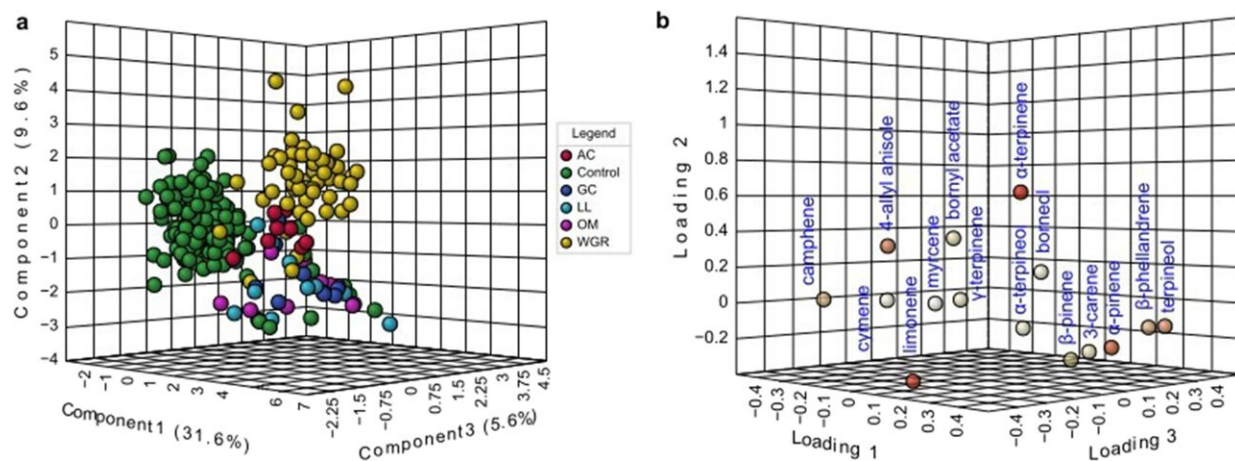 a
Component2 (9.6%)
5
4
3
2
1
0
−1
−2
−3
−4
−2
−1
0
1
2
3
4
6
7
Component1 (31.6%)
−2.25
−1.5
−0.75
0
0.75
1.5
2.25
3
3.75
4.5
Component3 (5.6%)
Legend
AC
Control
GC
LL
OM
WGR
b
Loading 2
1.4
1.2
1
0.8
0.6
0.4
0.2
0
−0.2
camphene
cymene
4-allyl anisole
limonene
myrcene
bornyl acetate
γ-terpinene
α-terpinene
α-terpineo
borneol
β-pinene
3-carene
α-pinene
β-phellandrene
terpineol
−0.4
−0.3
−0.2
−0.1
0
0.1
0.2
0.3
0.4
Loading 1
−0.4
−0.3
−0.2
−0.1
0
0.1
0.2
0.3
0.4
Loading 3